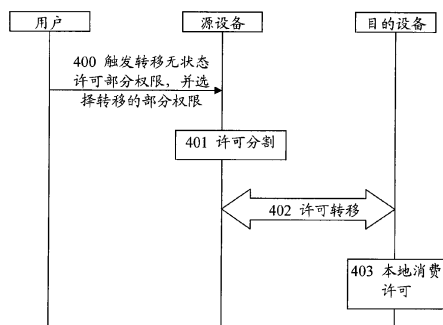 用户
源设备
目的设备
400 触发转移无状态
许可部分权限，并选
择转移的部分权限
401 许可分割
402 许可转移
403 本地消费
许可